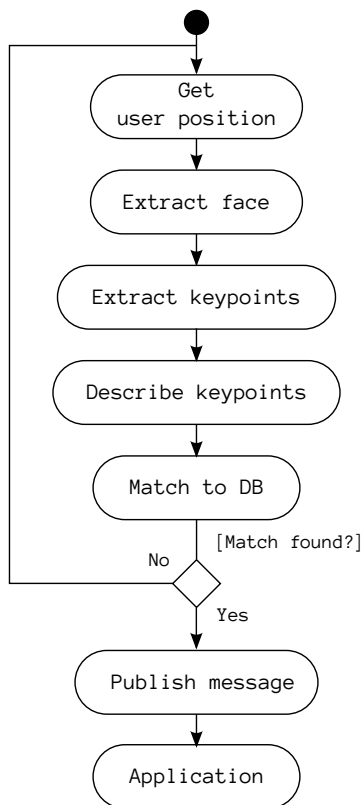 Get
user position
Extract face
Extract keypoints
Describe keypoints
Match to DB
[Match found?]
No
Yes
Publish message
Application